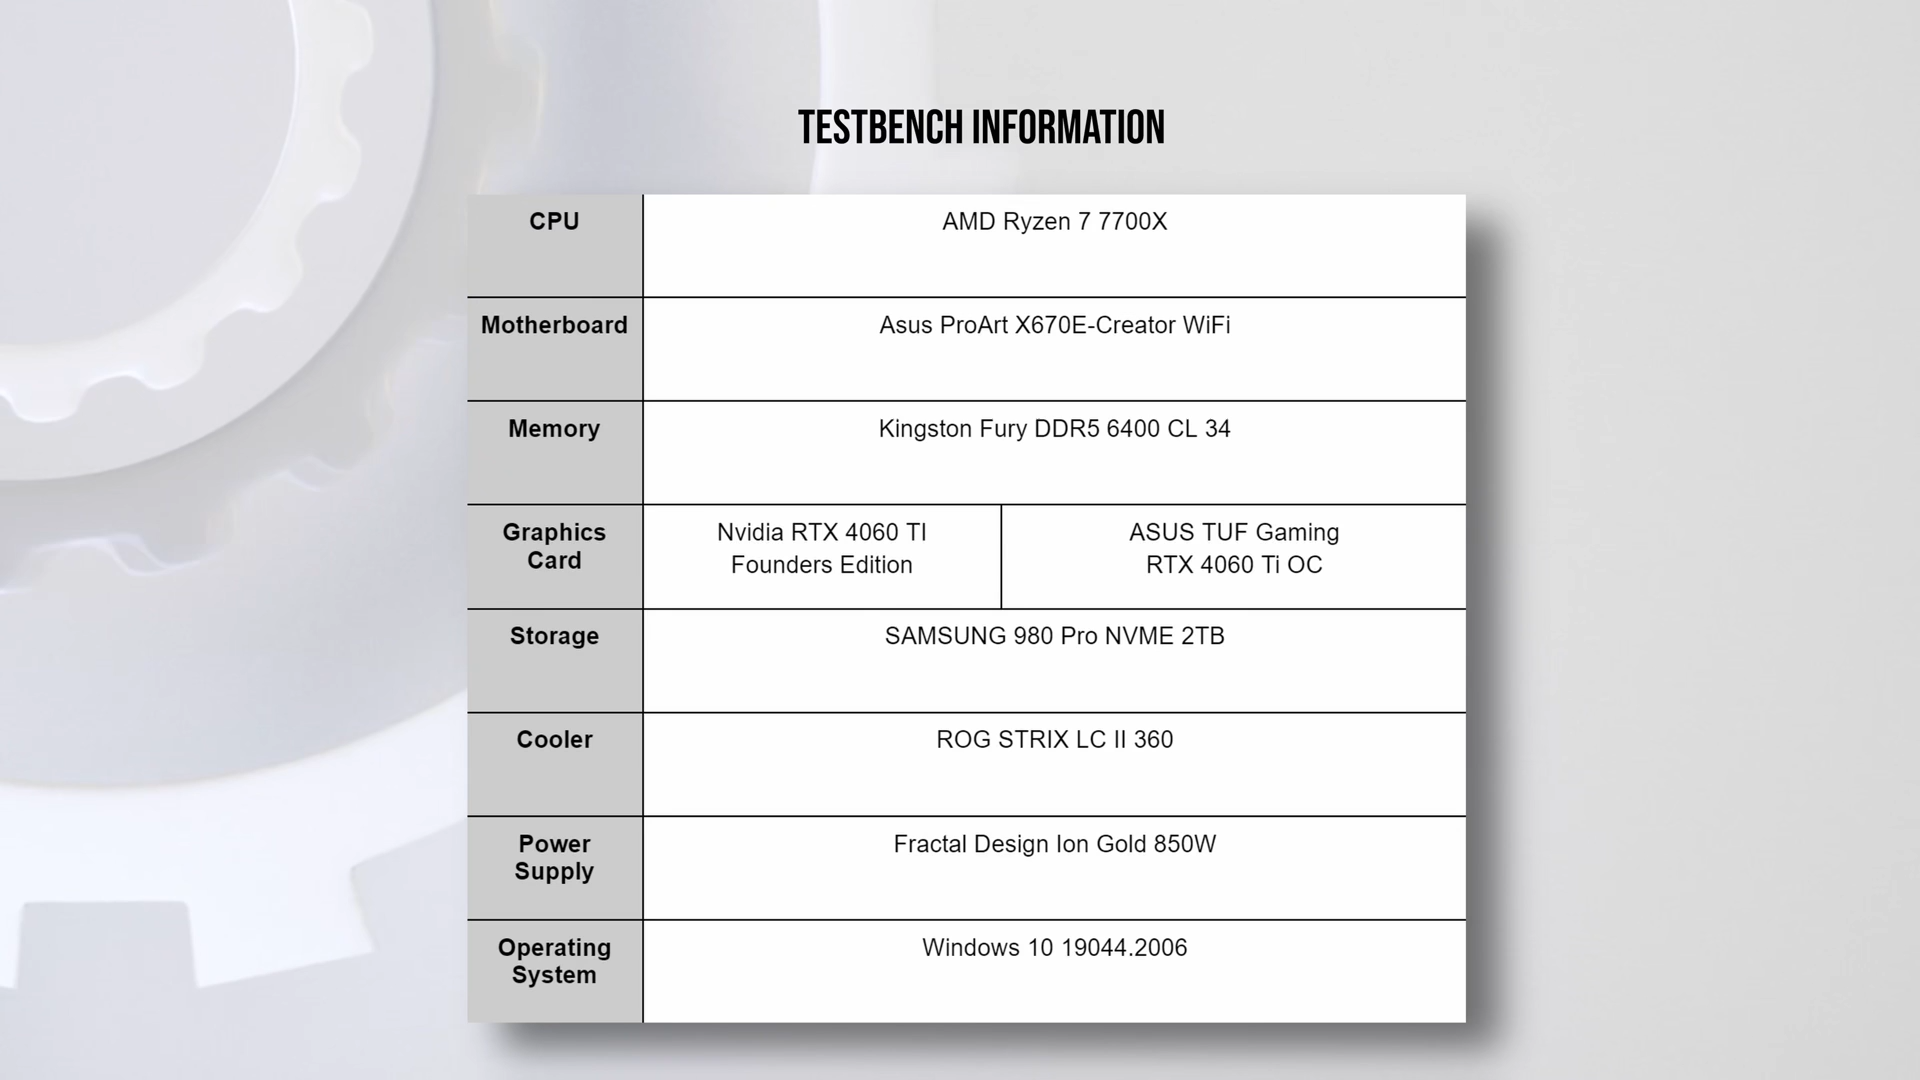 TESTBENCH INFORMATION
CPU
AMD Ryzen 7 7700X
Motherboard
Asus ProArt X670E-Creator WiFi
Memory
Kingston Fury DDR5 6400 CL 34
Graphics
Card
Nvidia RTX 4060 TI
Founders Edition
ASUS TUF Gaming
RTX 4060 Ti OC
Storage
SAMSUNG 980 Pro NVME 2TB
Cooler
ROG STRIX LC II 360
Power
Supply
Fractal Design Ion Gold 850W
Operating
System
Windows 10 19044.2006